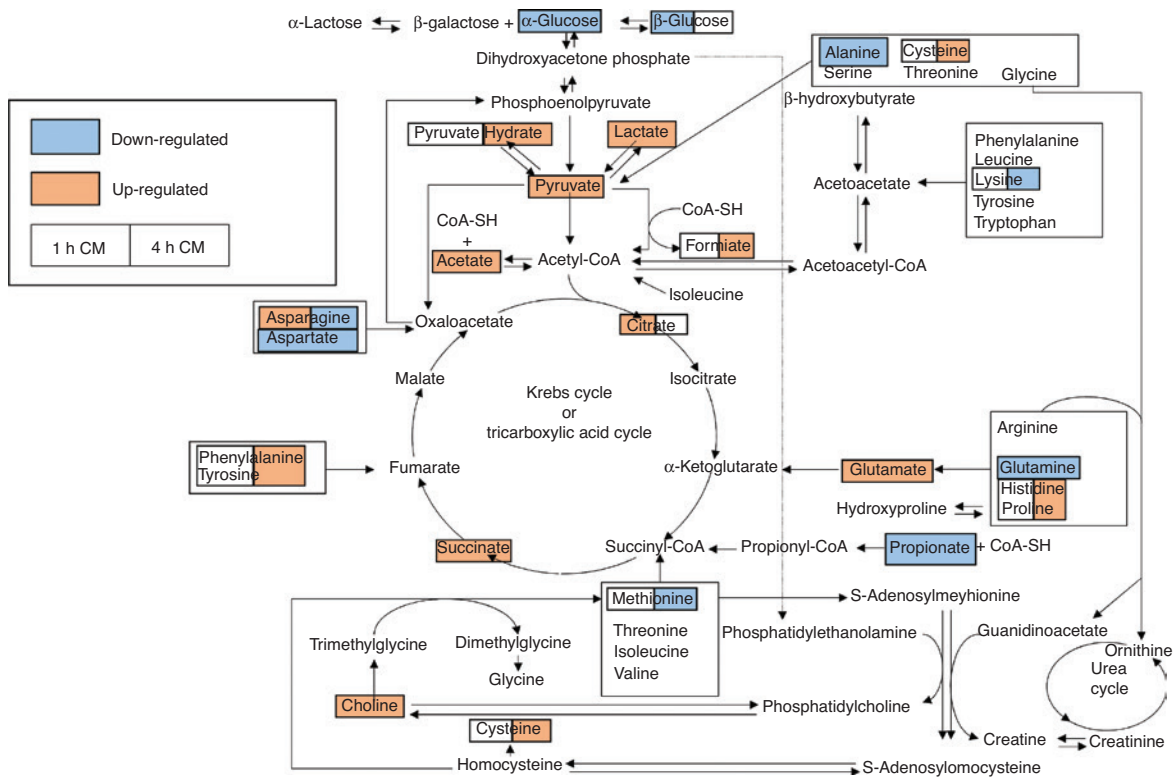 α-Lactose
β-galactose +
α-Glucose
β-Glucose
Dihydroxyacetone phosphate
Phosphoenolpyruvate
Pyruvate Hydrate
Lactate
Pyruvate
Alanine
Cysteine
Serine
Threonine
Glycine
β-hydroxybutyrate
Down-regulated
Up-regulated
1 h CM
4 h CM
Phenylalanine
Leucine
Lysine
Tyrosine
Tryptophan
Acetoacetate
CoA-SH
+
Acetate
CoA-SH
Formiate
Acetyl-CoA
Acetoacetyl-CoA
Isoleucine
Asparagine
Aspartate
Oxaloacetate
Citrate
Malate
Isocitrate
Krebs cycle
or
tricarboxylic acid cycle
Phenylalanine
Tyrosine
Fumarate
α-Ketoglutarate
Glutamate
Arginine
Glutamine
Histidine
Proline
Hydroxyproline
Succinate
Succinyl-CoA
Propionyl-CoA
Propionate
+ CoA-SH
Methionine
Threonine
Isoleucine
Valine
S-Adenosylmeyhionine
Trimethylglycine
Dimethylglycine
Glycine
Phosphatidylethanolamine
Guanidinoacetate
Ornithine
Urea
cycle
Choline
Phosphatidylcholine
Cysteine
Creatine
Creatinine
Homocysteine
S-Adenosylomocysteine